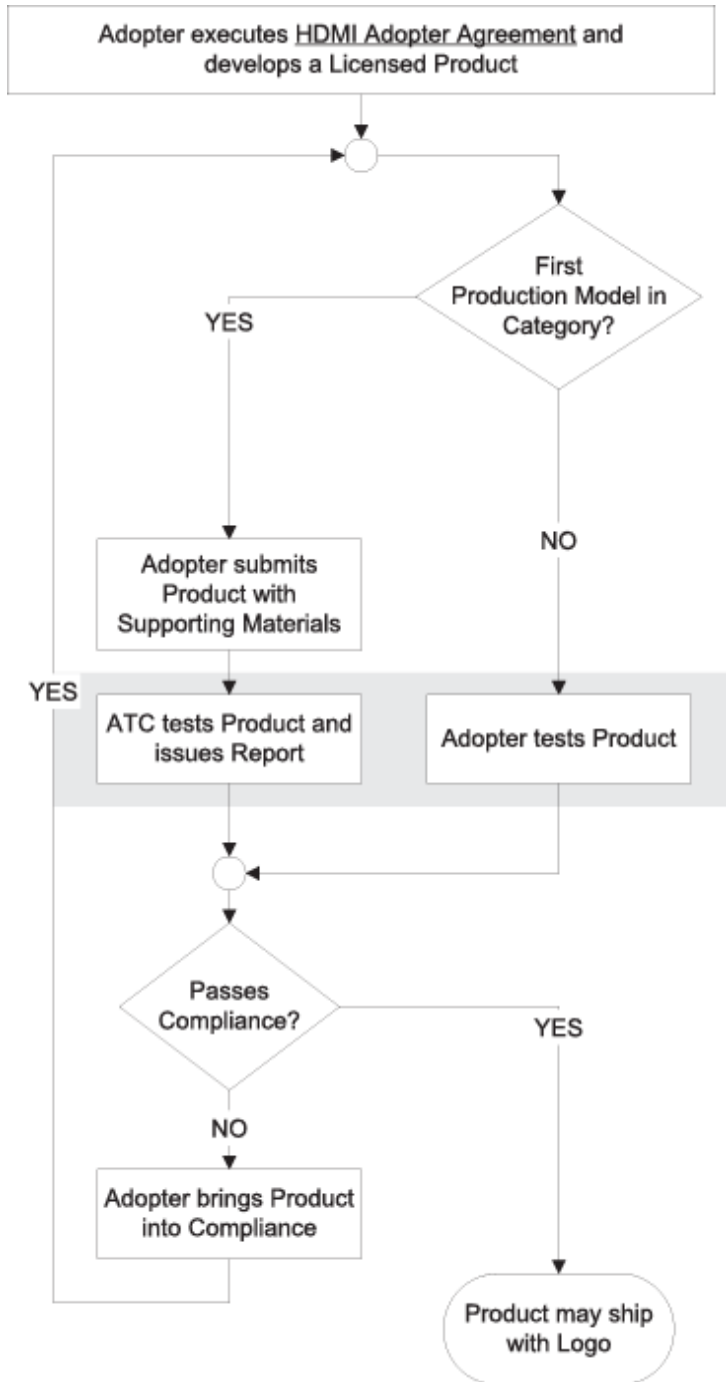 Adopter executes HDMI Adopter Agreement and
develops a Licensed Product
First
Production Model in
Category?
YES
NO
Adopter submits
Product with
Supporting Materials
YES
ATC tests Product and
issues Report
Adopter tests Product
Passes
Compliance?
YES
NO
Adopter brings Product
into Compliance
Product may ship
with Logo